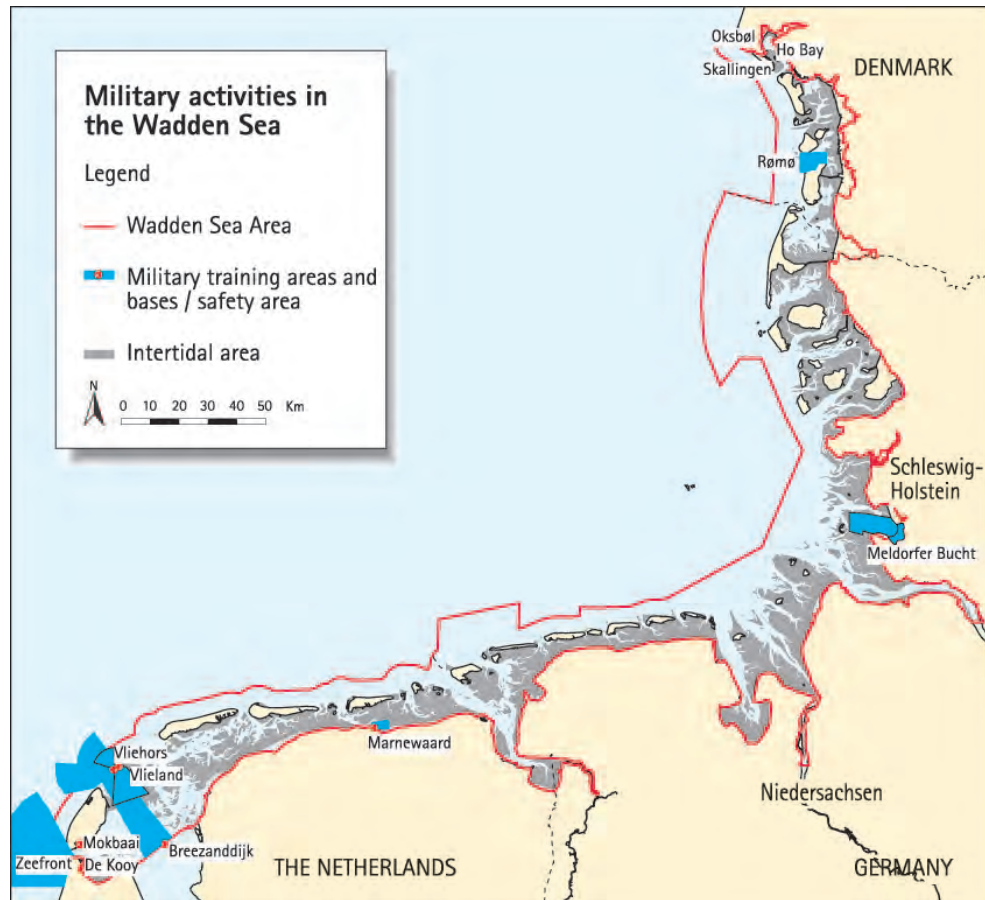 Military activities in
the Wadden Sea
Legend
Wadden Sea Area
Military training areas and
bases / safety area
Intertidal area
N
0 10 20 30 40 50 Km
Oksbøl
Ho Bay
Skallingen
DENMARK
Rømø
Schleswig-
Holstein
Meldorfer Bucht
Marnewaard
Vliehors
Vlieland
Niedersachsen
Mokbaai
Breezanddijk
Zeefront
De Kooy
THE NETHERLANDS
GERMANY